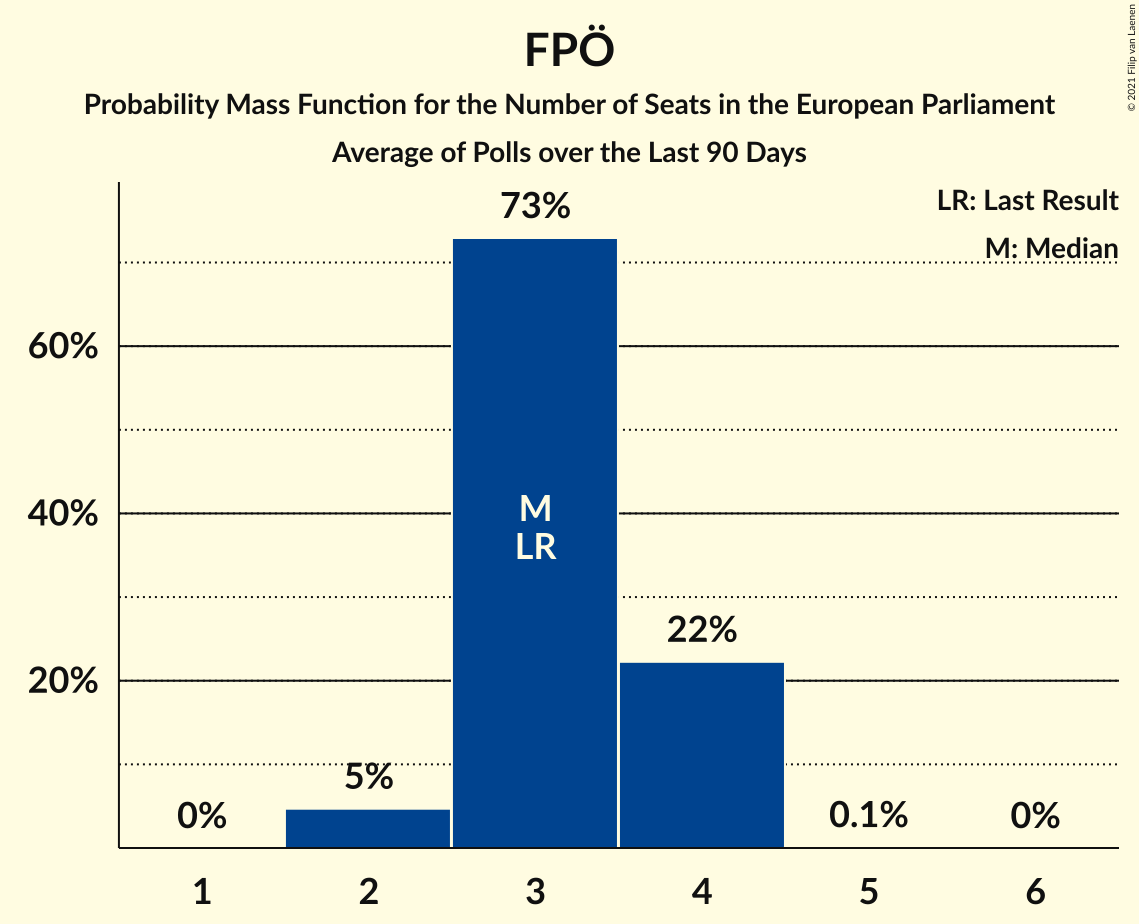 FPÖ
Probability Mass Function for the Number of Seats in the European Parliament
Average of Polls over the Last 90 Days
© 2021 Filip van Laenen
LR: Last Result
M: Median
73%
60%
40%
20%
M
LR
22%
5%
0%
0.1%
0%
1 2 3 4 5 6